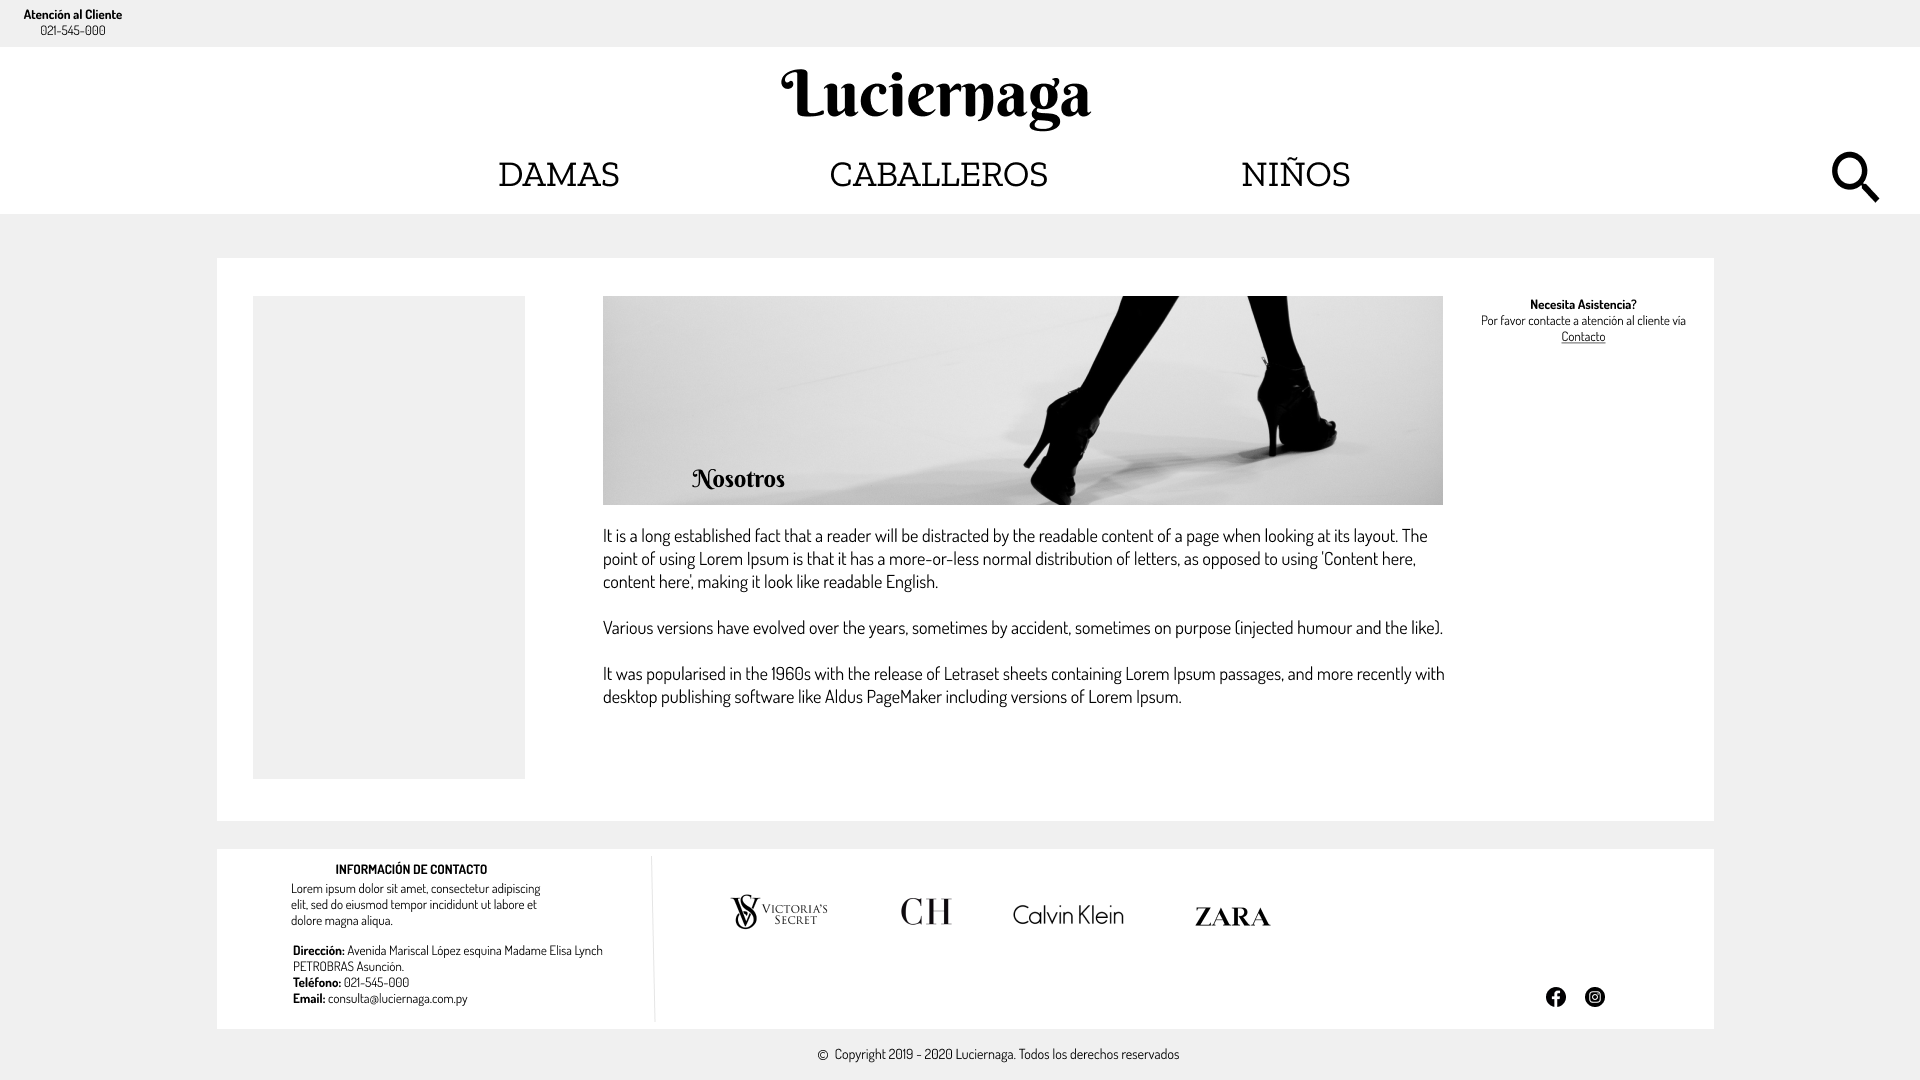 Atención al Cliente
021-545-000
Luciernaga
DAMAS
CABALLEROS
NIÑOS
Nosotros
It is a long established fact that a reader will be distracted by the readable content of a page when looking at its layout. The
point of using Lorem Ipsum is that it has a more-or-less normal distribution of letters, as opposed to using 'Content here,
content here', making it look like readable English.
Various versions have evolved over the years, sometimes by accident, sometimes on purpose (injected humour and the like).
It was popularised in the 1960s with the release of Letraset sheets containing Lorem Ipsum passages, and more recently with
desktop publishing software like Aldus PageMaker including versions of Lorem Ipsum.
Necesita Asistencia?
Por favor contacte a atención al cliente vía
Contacto
INFORMACIÓN DE CONTACTO
Lorem ipsum dolor sit amet, consectetur adipiscing
elit, sed do eiusmod tempor incididunt ut labore et
dolore magna aliqua.
Dirección: Avenida Mariscal López esquina Madame Elisa Lynch
PETROBRAS Asunción.
Teléfono: 021-545-000
Email: consulta@luciernaga.com.py
VS VICTORIA'S
SECRET
CH
Calvin Klein
ZARA
© Copyright 2019 - 2020 Luciernaga. Todos los derechos reservados